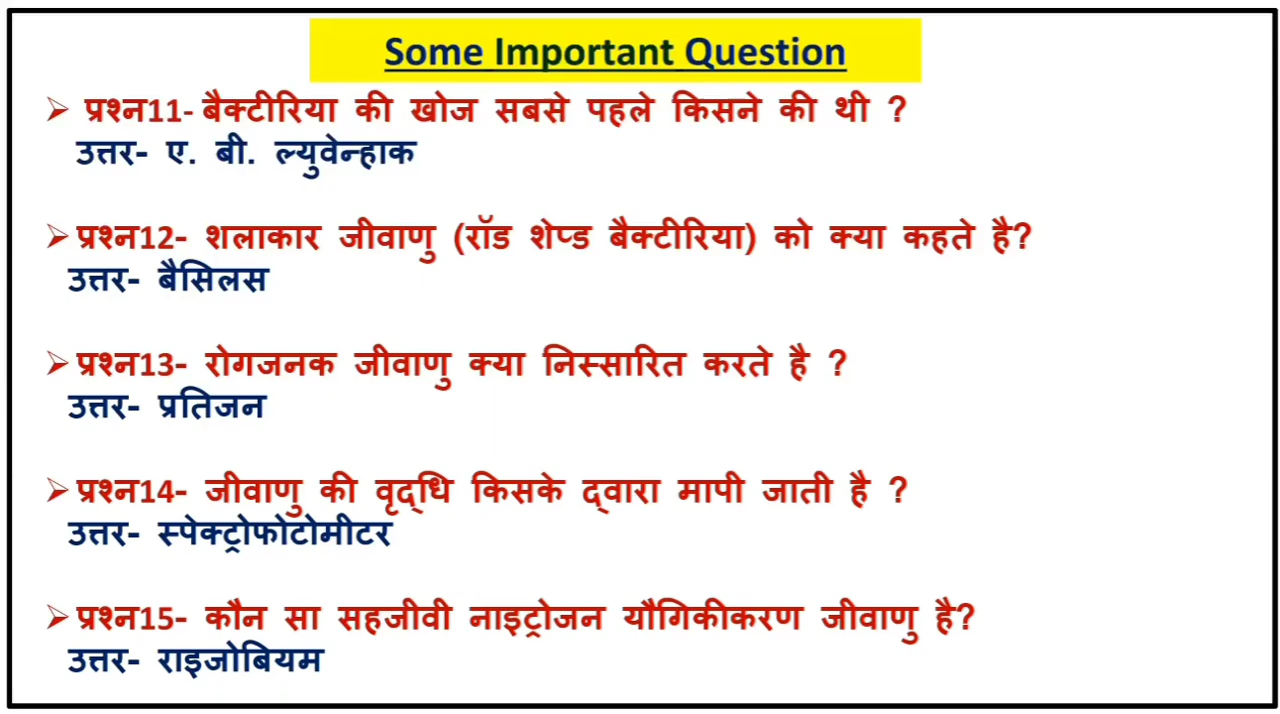 Some Important Question
➢ प्रश्न11- बैक्टीरिया की खोज सबसे पहले किसने की थी ?
उत्तर- ए. बी. ल्युवेन्हाक
➢ प्रश्न12- शलाकार जीवाणु (रॉड शेप्ड बैक्टीरिया) को क्या कहते है?
उत्तर- बैसिलस
➢ प्रश्न13- रोगजनक जीवाणु क्या निस्सारित करते है ?
उत्तर- प्रतिजन
➢ प्रश्न14- जीवाणु की वृद्धि किसके द्वारा मापी जाती है ?
उत्तर- स्पेक्ट्रोफोटोमीटर
➢ प्रश्न15- कौन सा सहजीवी नाइट्रोजन यौगिकीकरण जीवाणु है?
उत्तर- राइजोबियम